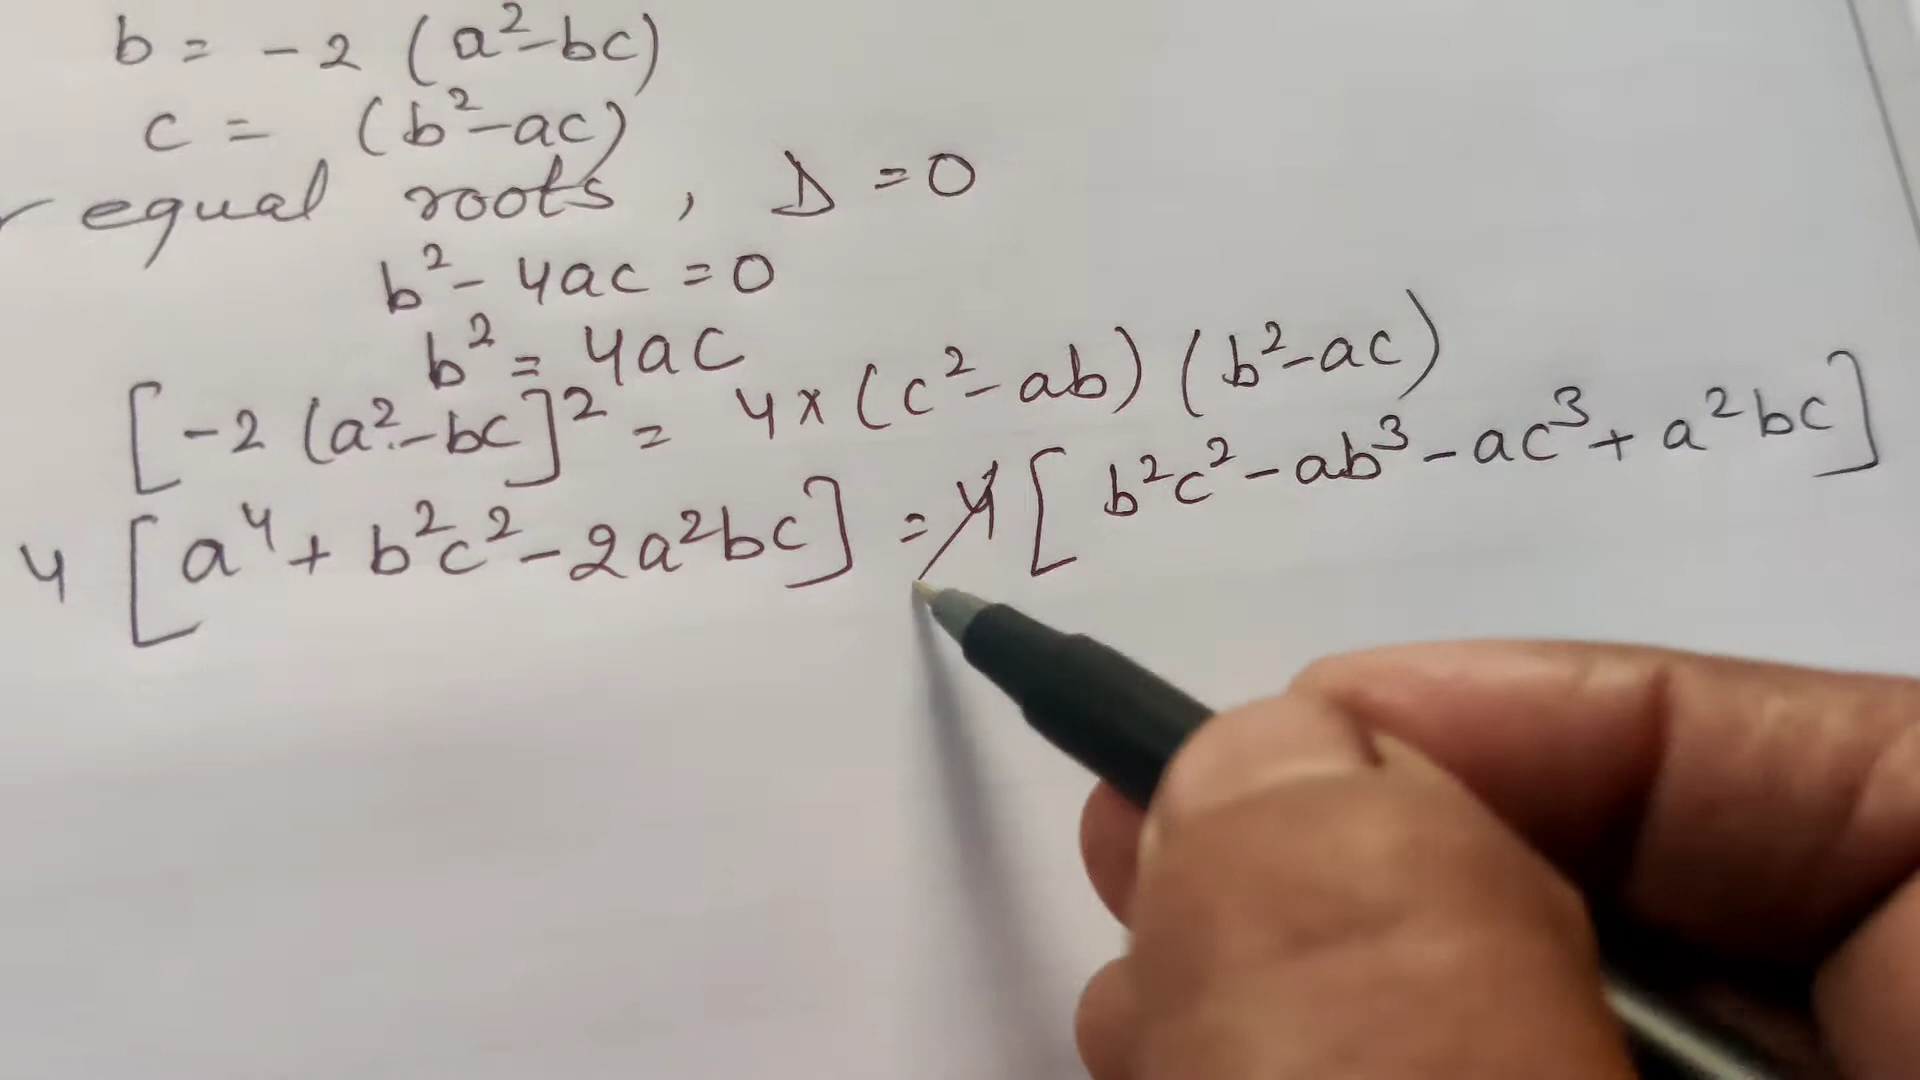 b = -2 (a²-bc)
c = (b²-ac)
r equal roots, D = 0
b² - 4ac = 0
b² = 4ac
[-2 (a²-bc]² = 4 × (c²-ab) (b²-ac)
4 [a⁴ + b²c² - 2a²bc] = 4 [b²c² - ab³ - ac³ + a²bc]